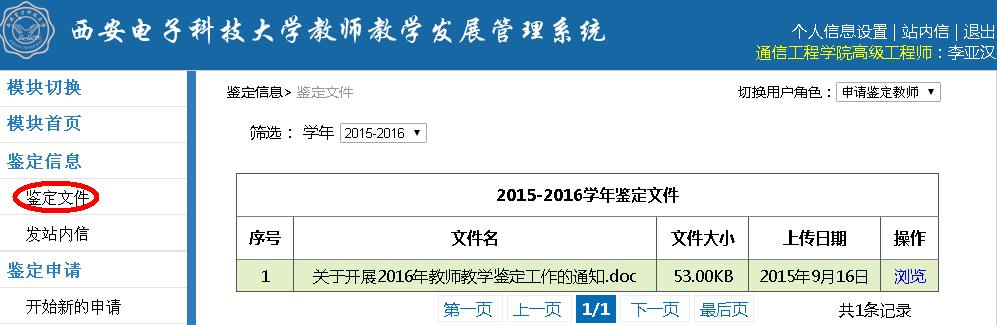 西安电子科技大学教师教学发展管理系统
个人信息设置 | 站内信 | 退出
通信工程学院高级工程师：李亚汉
模块切换
模块首页
鉴定信息
鉴定文件
发站内信
鉴定申请
开始新的申请
鉴定信息> 鉴定文件
切换用户角色：申请鉴定教师
筛选： 学年 2015-2016
2015-2016学年鉴定文件
序号 文件名 文件大小 上传日期 操作
1 关于开展2016年教师教学鉴定工作的通知.doc 53.00KB 2015年9月16日 浏览
第一页 上一页 1/1 下一页 最后页 共1条记录